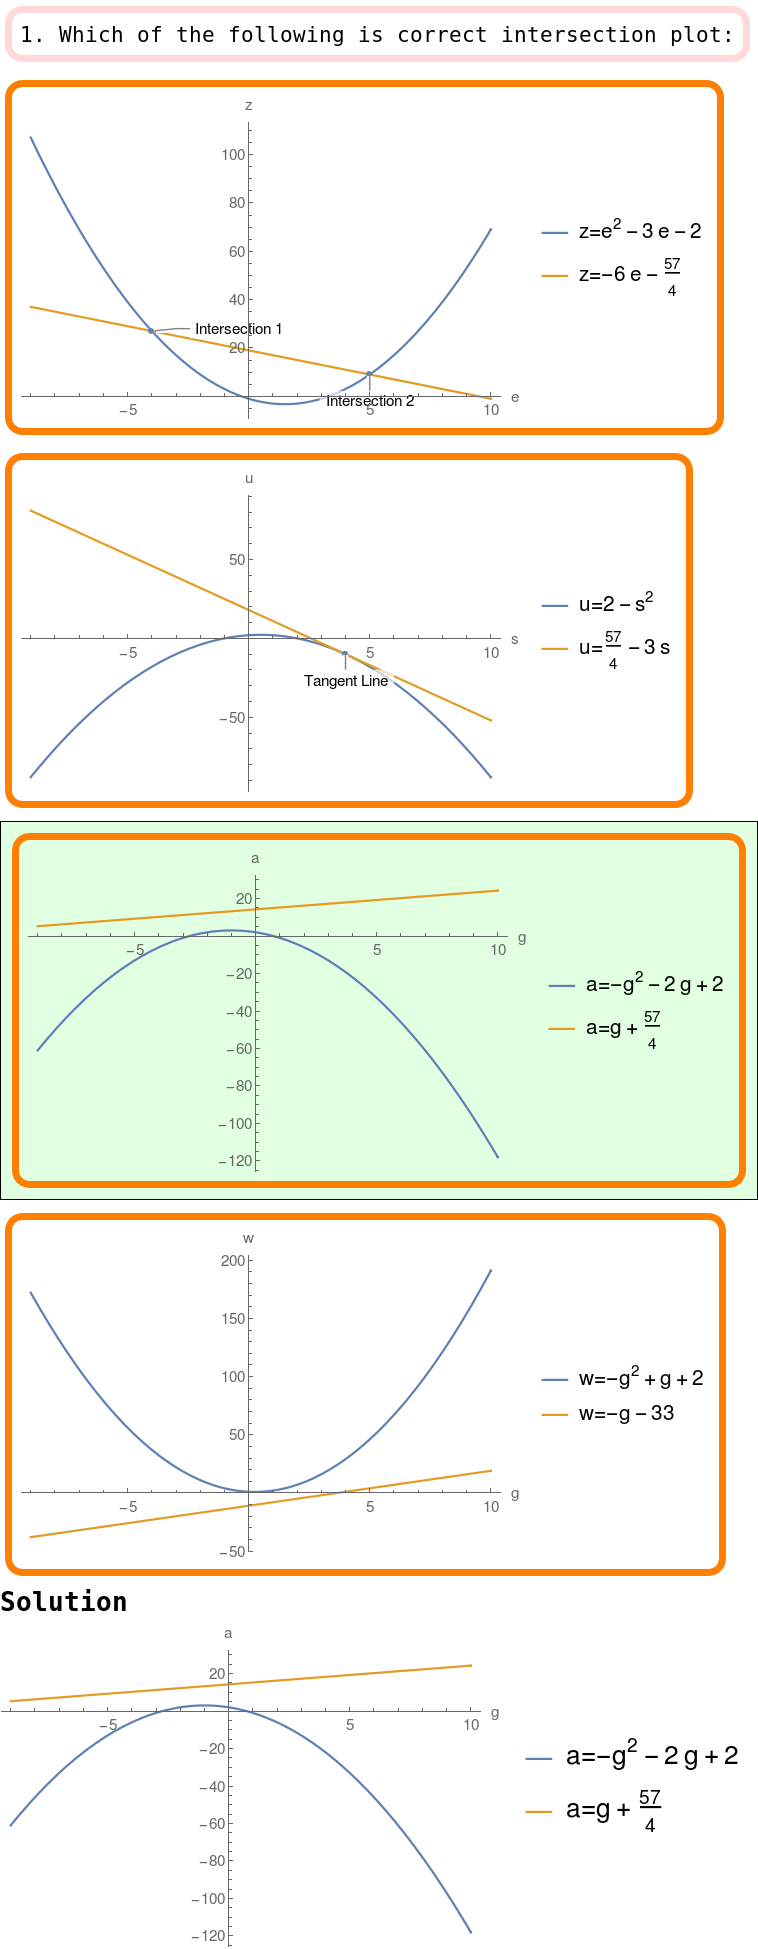 1. Which of the following is correct intersection plot:
z
100
80
60
40
20
-5
5
10
e
Intersection 1
Intersection 2
z=e² − 3 e − 2
z=−6 e − 57/4
u
50
-5
5
10
s
−50
Tangent Line
u=2 − s²
u=57/4 − 3 s
a
20
-5
5
10
g
−20
−40
−60
−80
−100
−120
a=−g² − 2 g + 2
a=g + 57/4
w
200
150
100
50
-5
5
10
g
−50
w=−g² + g + 2
w=−g − 33
Solution
a
20
-5
5
10
g
−20
−40
−60
−80
−100
−120
a=−g² − 2 g + 2
a=g + 57/4